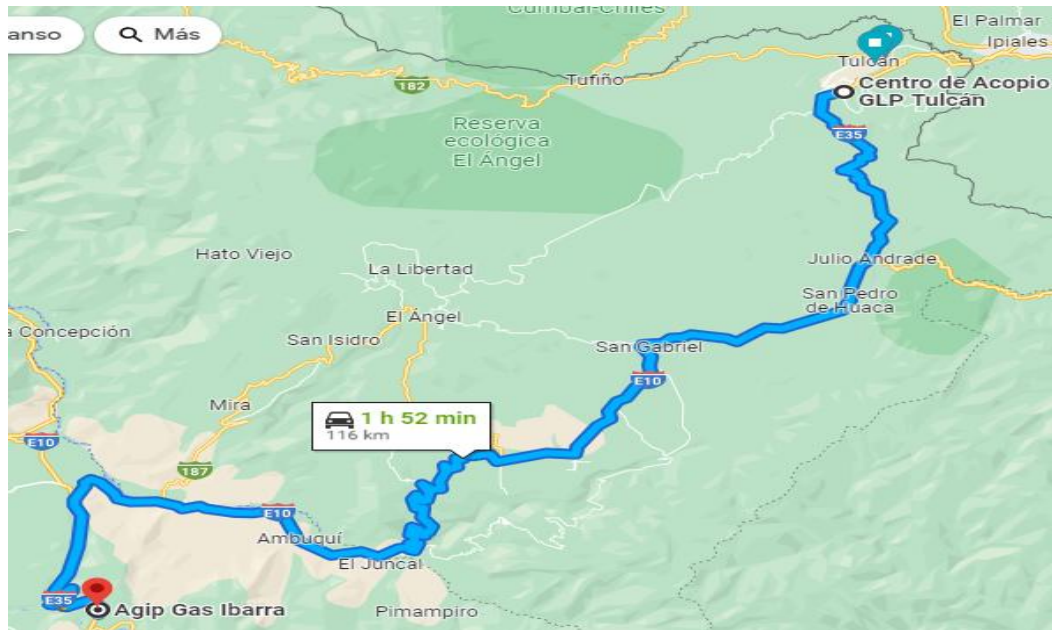 Cumbal-Chiles
anso
Más
El Palmar
Ipiales
Tulcán
Tufiño
182
Centro de Acopio
GLP Tulcán
Reserva
ecológica
El Ángel
E35
Hato Viejo
La Libertad
Julio Andrade
San Pedro
de Huaca
El Ángel
a Concepción
San Isidro
San Gabriel
E10
Mira
1 h 52 min
116 km
E10
187
E10
Ambuquí
El Juncal
E35
Agip Gas Ibarra
Pimampiro